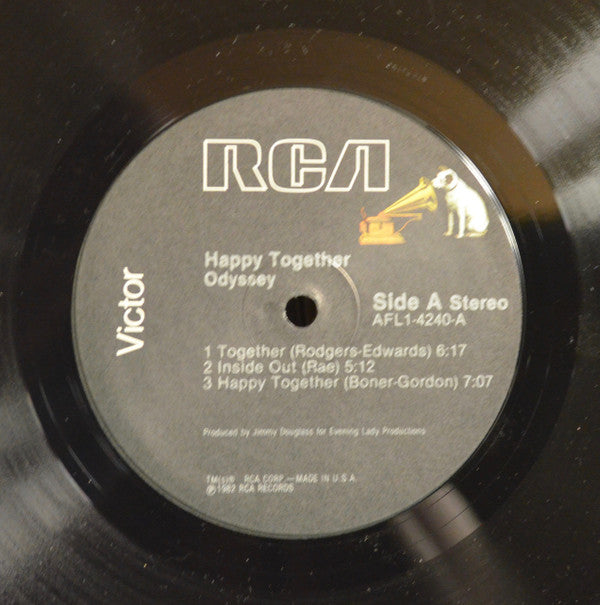 RCA
Victor
Happy Together
Odyssey
Side A Stereo
AFL1-4240-A
1 Together (Rodgers-Edwards) 6:17
2 Inside Out (Rae) 5:12
3 Happy Together (Boner-Gordon) 7:07
Produced by Jimmy Douglass for Evening Lady Productions
TM(s)® RCA CORP.—MADE IN U.S.A.
℗1982 RCA RECORDS